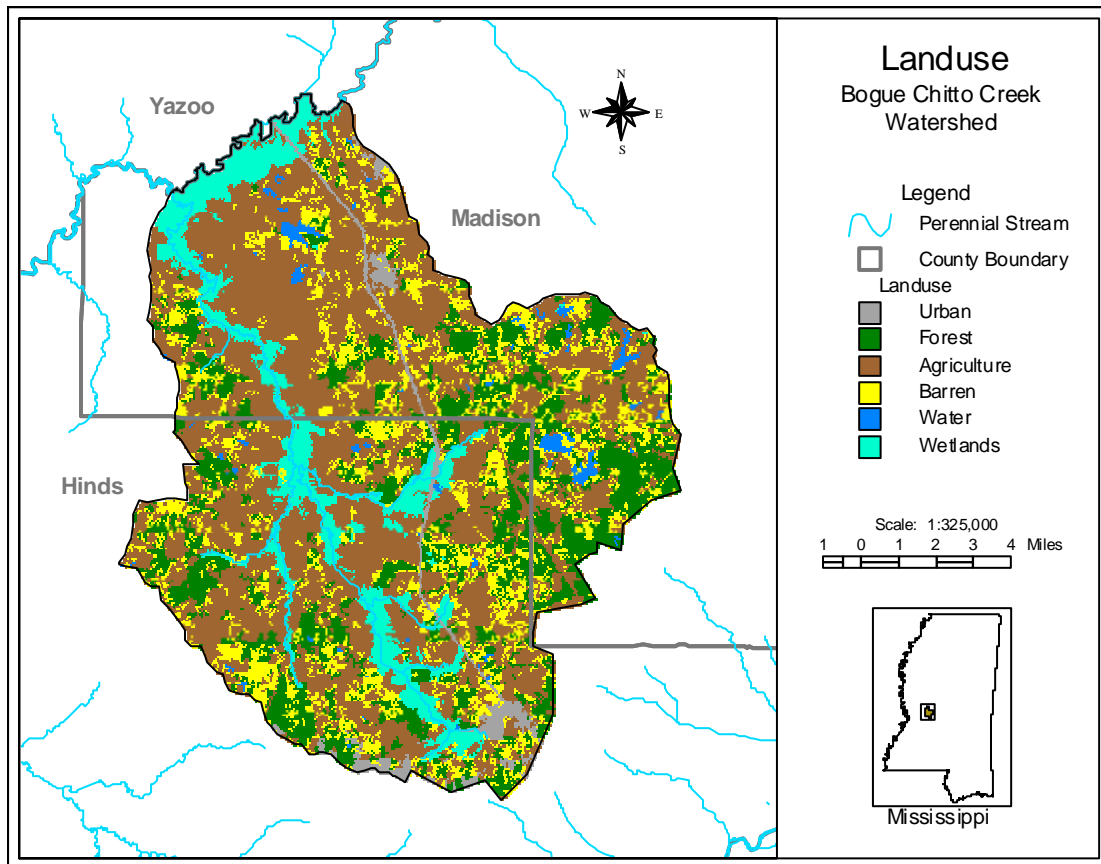 Landuse
Bogue Chitto Creek
Watershed
Yazoo
Madison
Hinds
N
W
E
S
Legend
Perennial Stream
County Boundary
Landuse
Urban
Forest
Agriculture
Barren
Water
Wetlands
Scale: 1:325,000
1 0 1 2 3 4 Miles
Mississippi